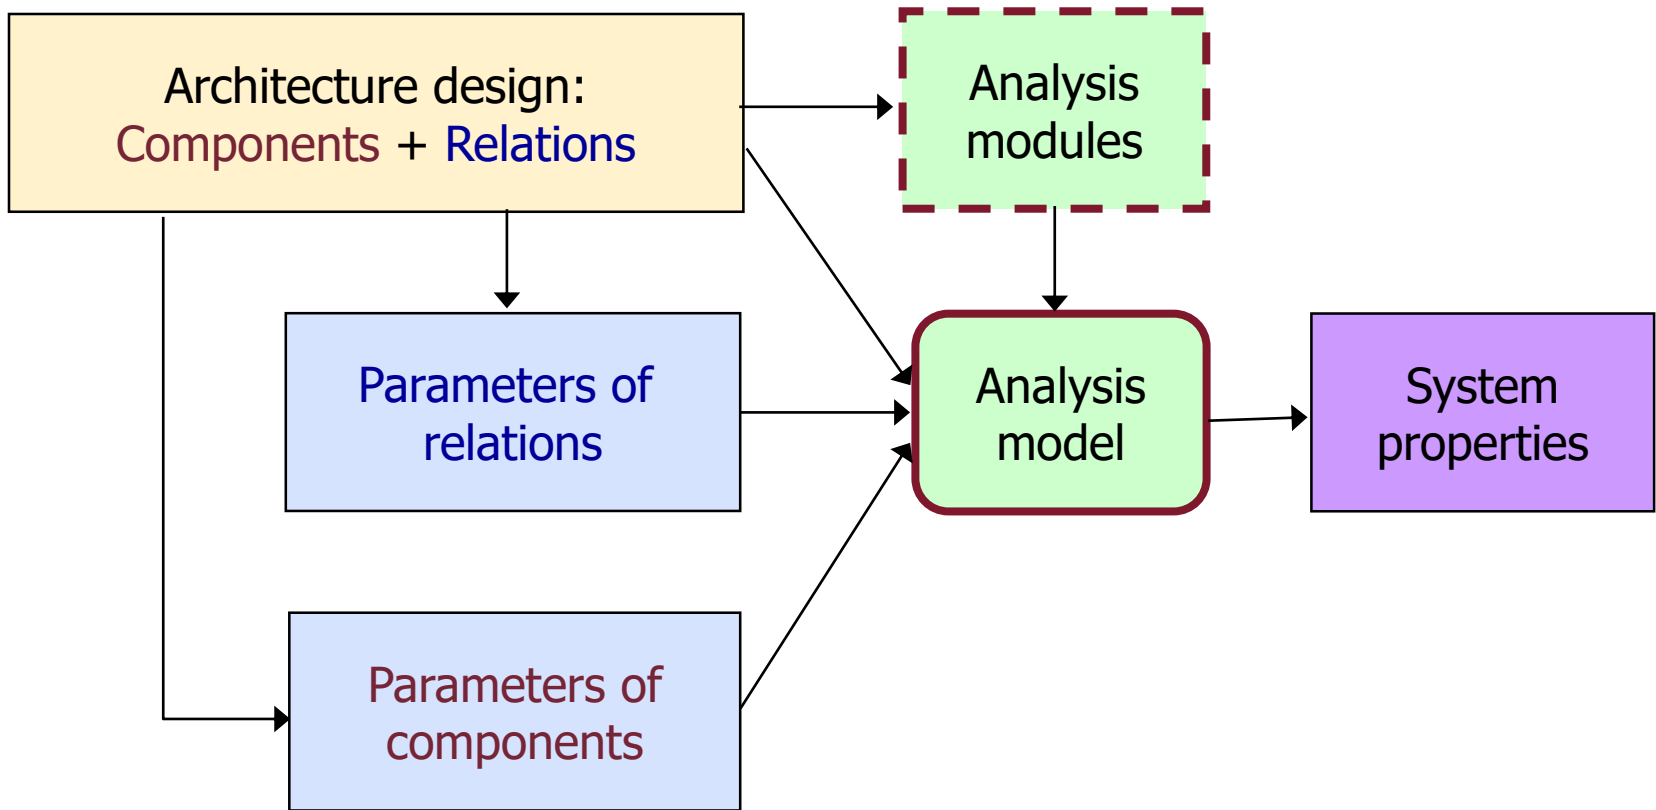 Architecture design:
Components + Relations
Analysis
modules
Parameters of
relations
Analysis
model
System
properties
Parameters of
components